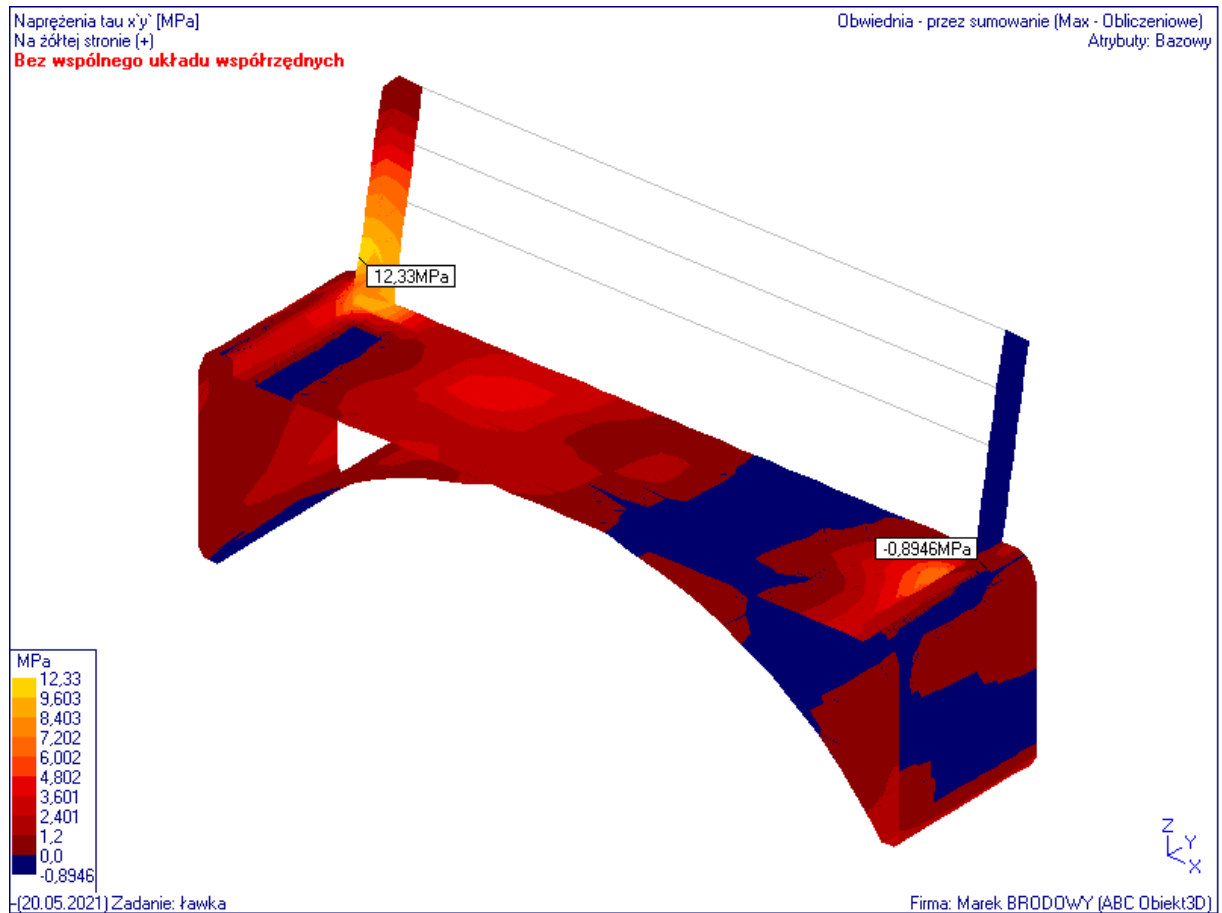 Naprężenia tau x`y` [MPa]
Obwiednia - przez sumowanie (Max - Obliczeniowe)
Na żółtej stronie (+)
Atrybuty: Bazowy
Bez wspólnego układu współrzędnych
12,33MPa
-0,8946MPa
MPa
12,33
9,603
8,403
7,202
6,002
4,802
3,601
2,401
1,2
0,0
-0,8946
Z
Y
X
-(20.05.2021) Zadanie: ławka
Firma: Marek BRODOWY (ABC Obiekt3D)